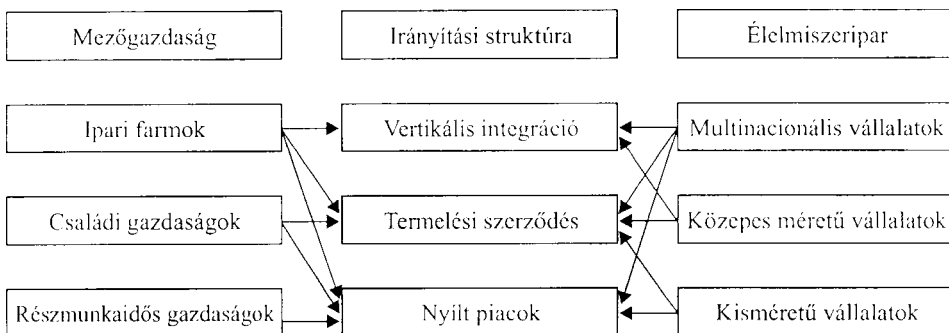 Mezőgazdaság
Irányítási struktúra
Élelmiszeripar
Ipari farmok
Vertikális integráció
Multinacionális vállalatok
Családi gazdaságok
Termelési szerződés
Közepes méretű vállalatok
Részmunkaidős gazdaságok
Nyílt piacok
Kisméretű vállalatok